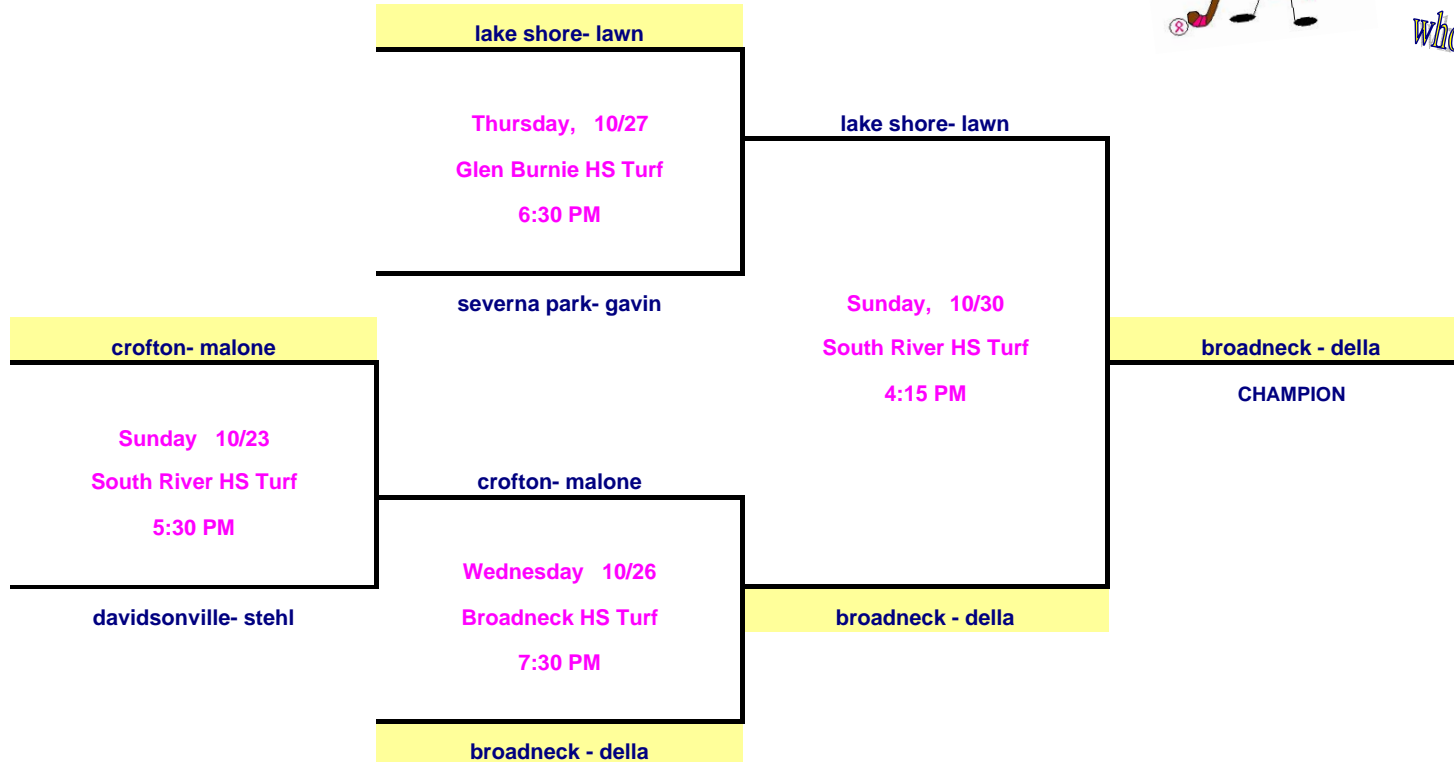 lake shore- lawn
Thursday, 10/27
Glen Burnie HS Turf
6:30 PM
severna park- gavin
lake shore- lawn
Sunday, 10/30
South River HS Turf
4:15 PM
broadneck - della
CHAMPION
crofton- malone
Sunday 10/23
South River HS Turf
5:30 PM
davidsonville- stehl
crofton- malone
Wednesday 10/26
Broadneck HS Turf
7:30 PM
broadneck - della
broadneck - della